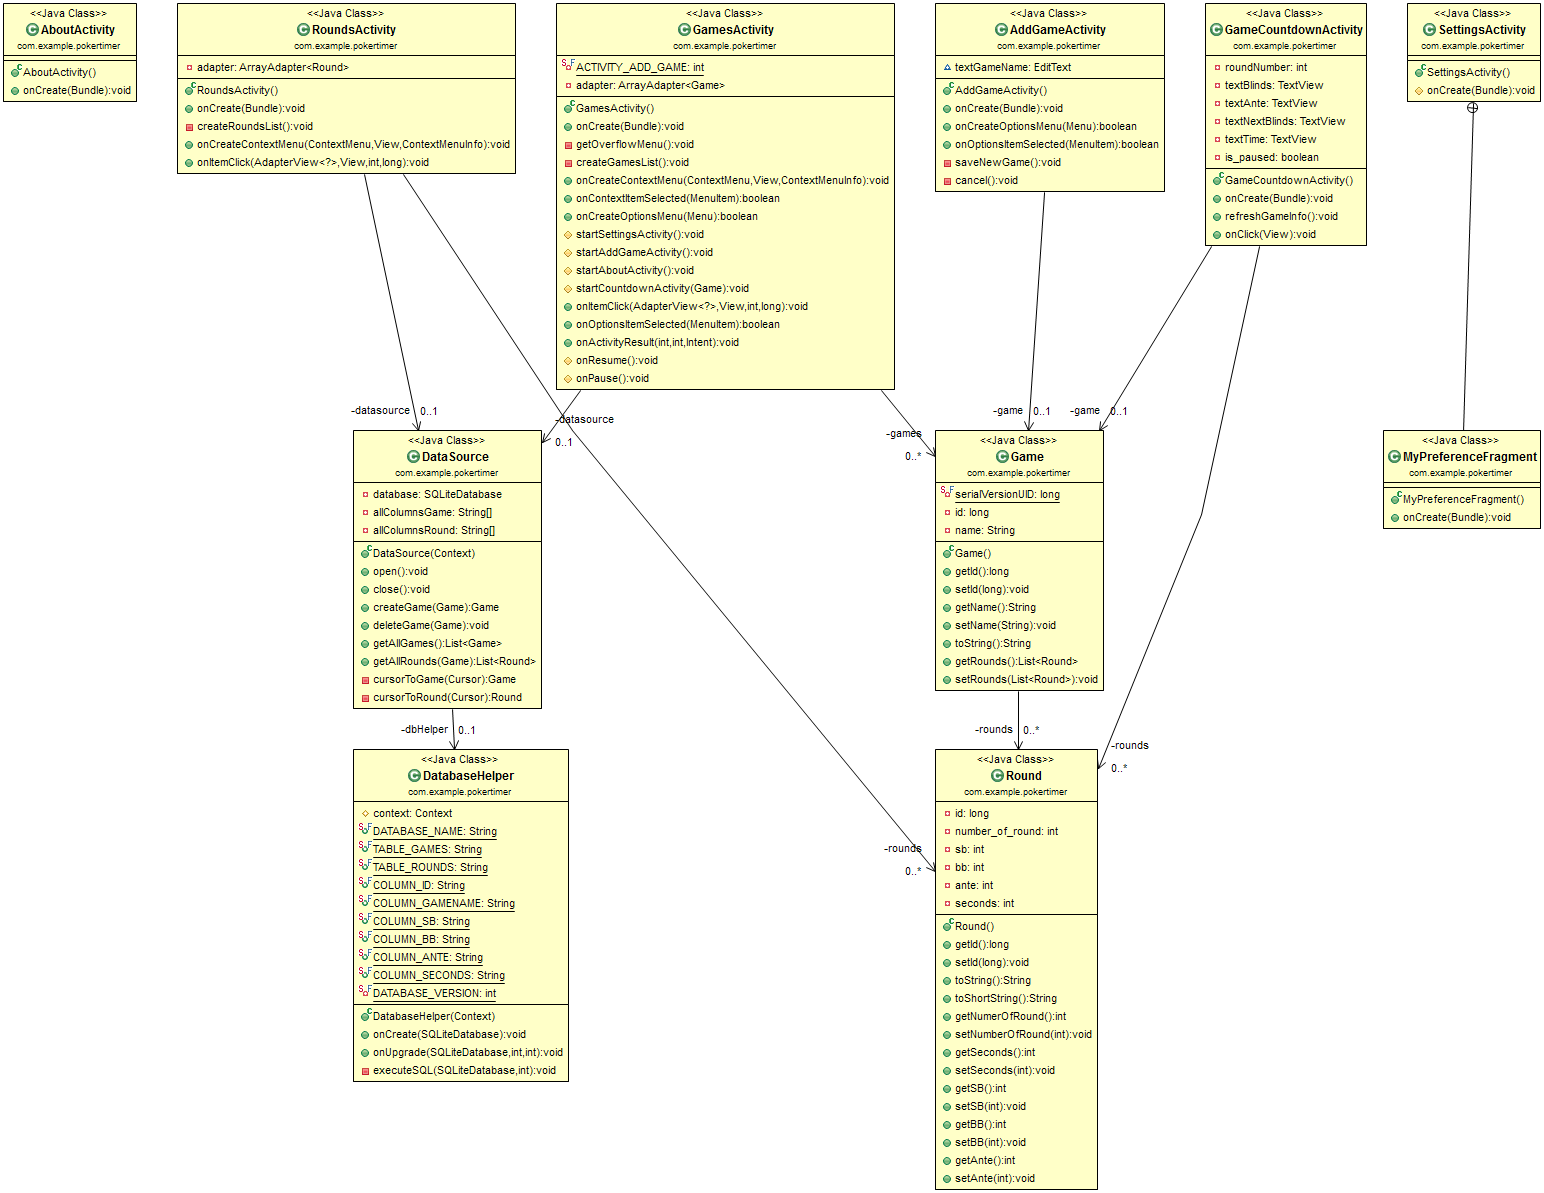 <<Java Class>>
AboutActivity
com.example.pokertimer
AboutActivity()
onCreate(Bundle):void
<<Java Class>>
RoundsActivity
com.example.pokertimer
adapter: ArrayAdapter<Round>
RoundsActivity()
onCreate(Bundle):void
createRoundsList():void
onCreateContextMenu(ContextMenu,View,ContextMenuInfo):void
onItemClick(AdapterView<?>,View,int,long):void
<<Java Class>>
GamesActivity
com.example.pokertimer
ACTIVITY_ADD_GAME: int
adapter: ArrayAdapter<Game>
GamesActivity()
onCreate(Bundle):void
getOverflowMenu():void
createGamesList():void
onCreateContextMenu(ContextMenu,View,ContextMenuInfo):void
onContextItemSelected(MenuItem):boolean
onCreateOptionsMenu(Menu):boolean
startSettingsActivity():void
startAddGameActivity():void
startAboutActivity():void
startCountdownActivity(Game):void
onItemClick(AdapterView<?>,View,int,long):void
onOptionsItemSelected(MenuItem):boolean
onActivityResult(int,int,Intent):void
onResume():void
onPause():void
<<Java Class>>
AddGameActivity
com.example.pokertimer
textGameName: EditText
AddGameActivity()
onCreate(Bundle):void
onCreateOptionsMenu(Menu):boolean
onOptionsItemSelected(MenuItem):boolean
saveNewGame():void
cancel():void
<<Java Class>>
GameCountdownActivity
com.example.pokertimer
roundNumber: int
textBlinds: TextView
textAnte: TextView
textNextBlinds: TextView
textTime: TextView
is_paused: boolean
GameCountdownActivity()
onCreate(Bundle):void
refreshGameInfo():void
onClick(View):void
<<Java Class>>
SettingsActivity
com.example.pokertimer
SettingsActivity()
onCreate(Bundle):void
-datasource
0..1
-datasource
0..1
-games
0..*
-game
0..1
-game
0..1
<<Java Class>>
DataSource
com.example.pokertimer
database: SQLiteDatabase
allColumnsGame: String[]
allColumnsRound: String[]
DataSource(Context)
open():void
close():void
createGame(Game):Game
deleteGame(Game):void
getAllGames():List<Game>
getAllRounds(Game):List<Round>
cursorToGame(Cursor):Game
cursorToRound(Cursor):Round
<<Java Class>>
Game
com.example.pokertimer
serialVersionUID: long
id: long
name: String
Game()
getId():long
setId(long):void
getName():String
setName(String):void
toString():String
getRounds():List<Round>
setRounds(List<Round>):void
<<Java Class>>
MyPreferenceFragment
com.example.pokertimer
MyPreferenceFragment()
onCreate(Bundle):void
-dbHelper
0..1
-rounds
0..*
-rounds
0..*
-rounds
0..*
<<Java Class>>
DatabaseHelper
com.example.pokertimer
context: Context
DATABASE_NAME: String
TABLE_GAMES: String
TABLE_ROUNDS: String
COLUMN_ID: String
COLUMN_GAMENAME: String
COLUMN_SB: String
COLUMN_BB: String
COLUMN_ANTE: String
COLUMN_SECONDS: String
DATABASE_VERSION: int
DatabaseHelper(Context)
onCreate(SQLiteDatabase):void
onUpgrade(SQLiteDatabase,int,int):void
executeSQL(SQLiteDatabase,int):void
<<Java Class>>
Round
com.example.pokertimer
id: long
number_of_round: int
sb: int
bb: int
ante: int
seconds: int
Round()
getId():long
setId(long):void
toString():String
toShortString():String
getNumerOfRound():int
setNumberOfRound(int):void
getSeconds():int
setSeconds(int):void
getSB():int
setSB(int):void
getBB():int
setBB(int):void
getAnte():int
setAnte(int):void